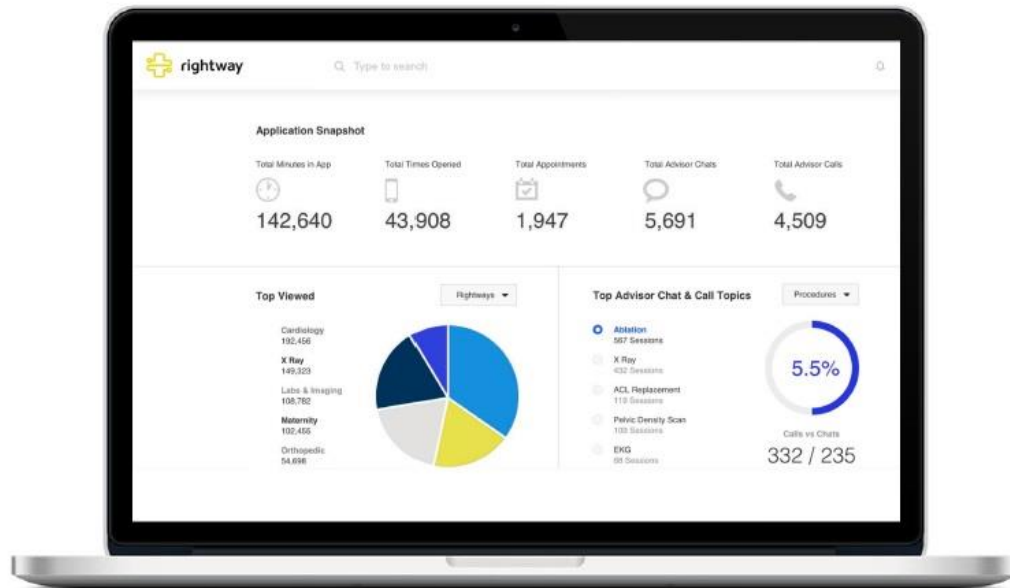 rightway
Type to search
Application Snapshot
Total Minutes in App
Total Times Opened
Total Appointments
Total Advisor Chats
Total Advisor Calls
142,640
43,908
1,947
5,691
4,509
Top Viewed
Rightways
Cardiology
192,456
X Ray
149,323
Labs & Imaging
108,782
Maternity
102,455
Orthopedic
54,698
Top Advisor Chat & Call Topics
Procedures
Ablation
567 Sessions
X Ray
432 Sessions
ACL Replacement
113 Sessions
Pelvic Density Scan
Sessions
EKG
Sessions
5.5%
Calls vs Chats
332 / 235